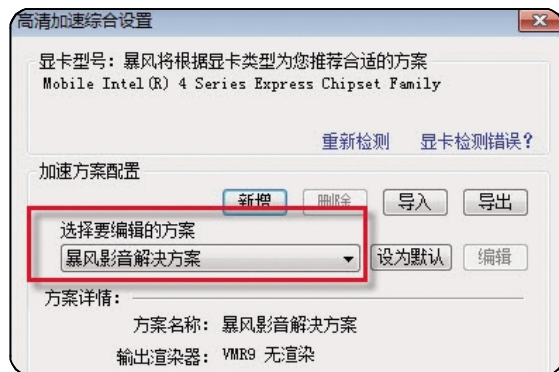 高清加速综合设置
显卡型号：暴风将根据显卡类型为您推荐合适的方案
Mobile Intel(R) 4 Series Express Chipset Family
重新检测 显卡检测错误?
加速方案配置
新增 删除 导入 导出
选择要编辑的方案
暴风影音解决方案 设为默认 编辑
方案详情：
方案名称： 暴风影音解决方案
输出渲染器： VMR9 无渲染